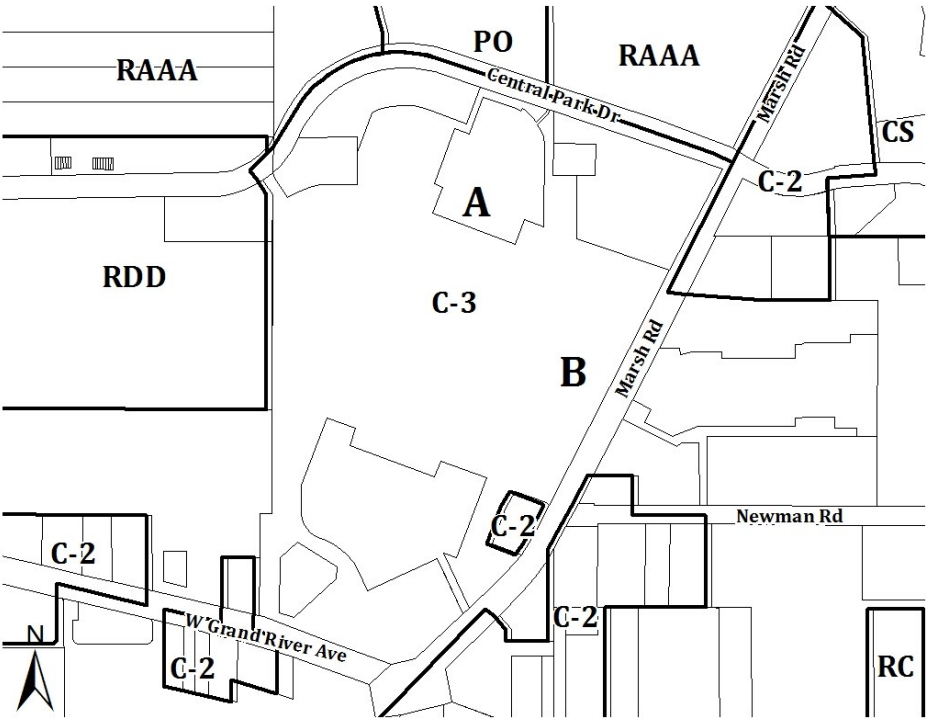 PO
RAAA
RAAA
Central Park Dr
Marsh Rd
CS
C-2
A
RDD
C-3
Marsh Rd
B
C-2
Newman Rd
C-2
C-2
N
W Grand River Ave
C-2
RC